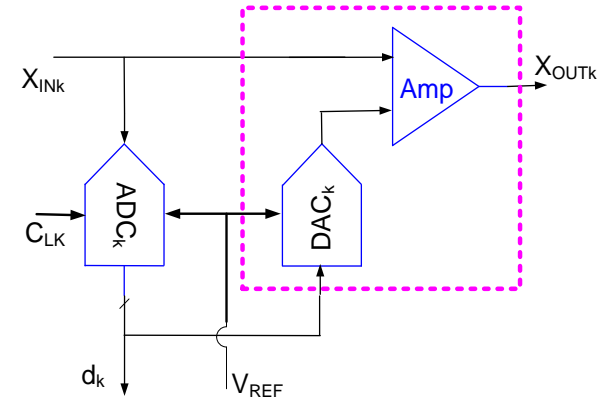 X_INk
X_OUTk
Amp
ADC_k
DAC_k
C_LK
d_k
V_REF